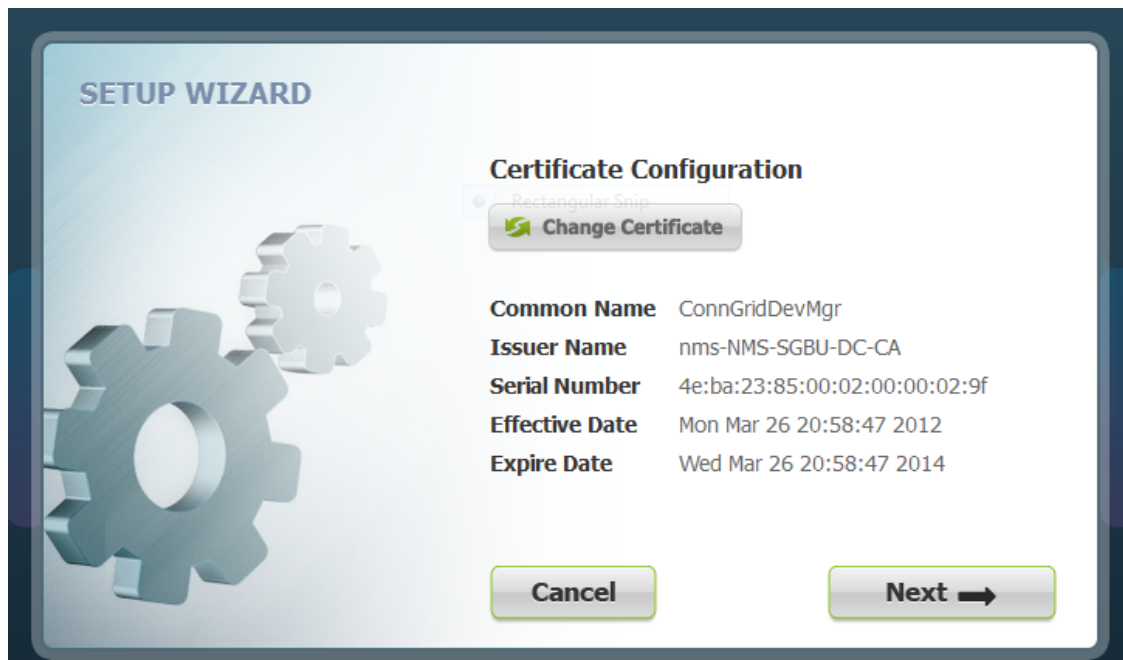 SETUP WIZARD
Certificate Configuration
Rectangular Snip
Change Certificate
Common Name ConnGridDevMgr
Issuer Name nms-NMS-SGBU-DC-CA
Serial Number 4e:ba:23:85:00:02:00:00:02:9f
Effective Date Mon Mar 26 20:58:47 2012
Expire Date Wed Mar 26 20:58:47 2014
Cancel Next